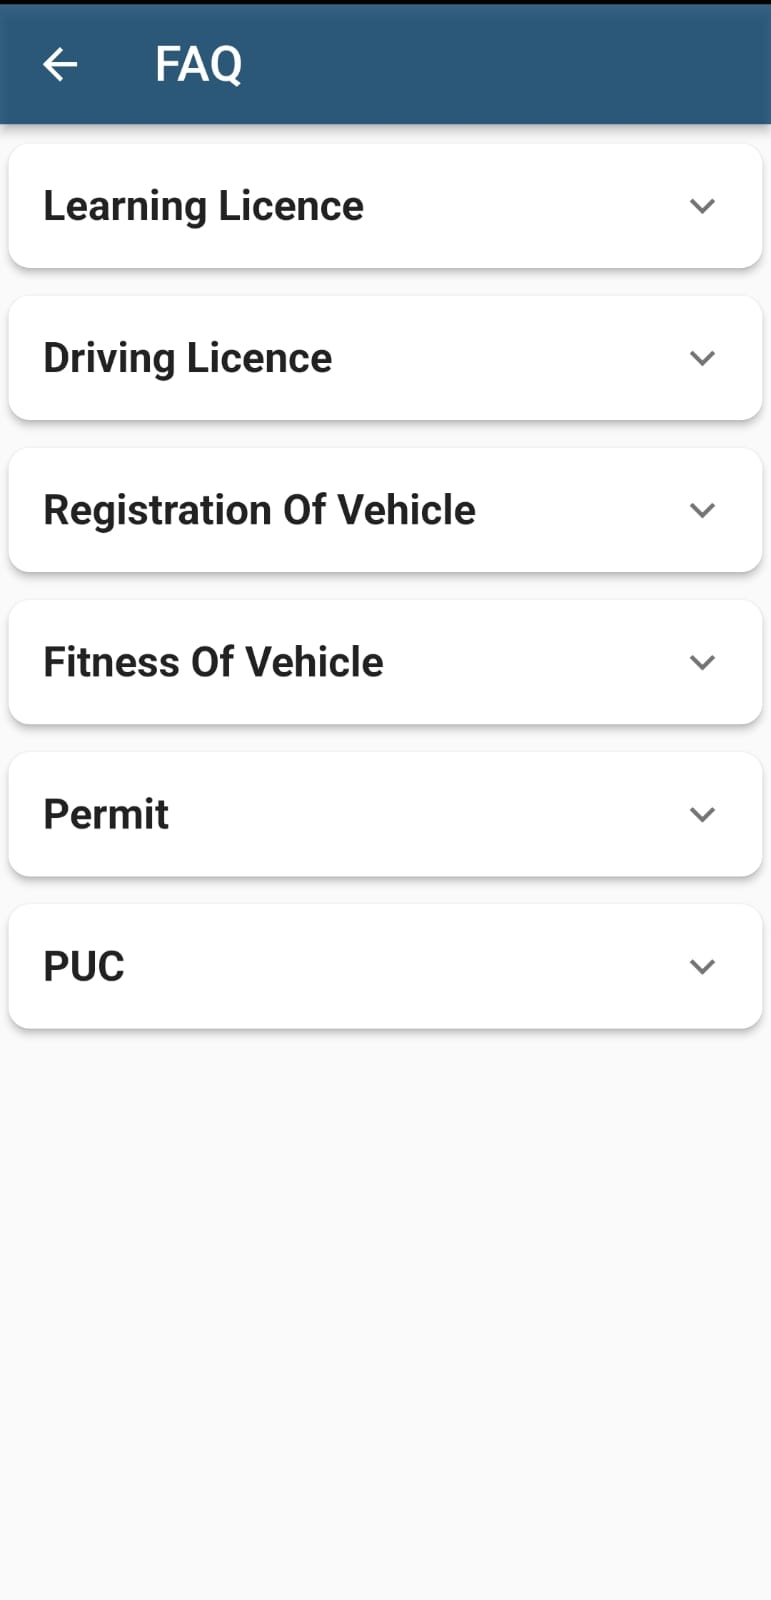 FAQ
Learning Licence
Driving Licence
Registration Of Vehicle
Fitness Of Vehicle
Permit
PUC